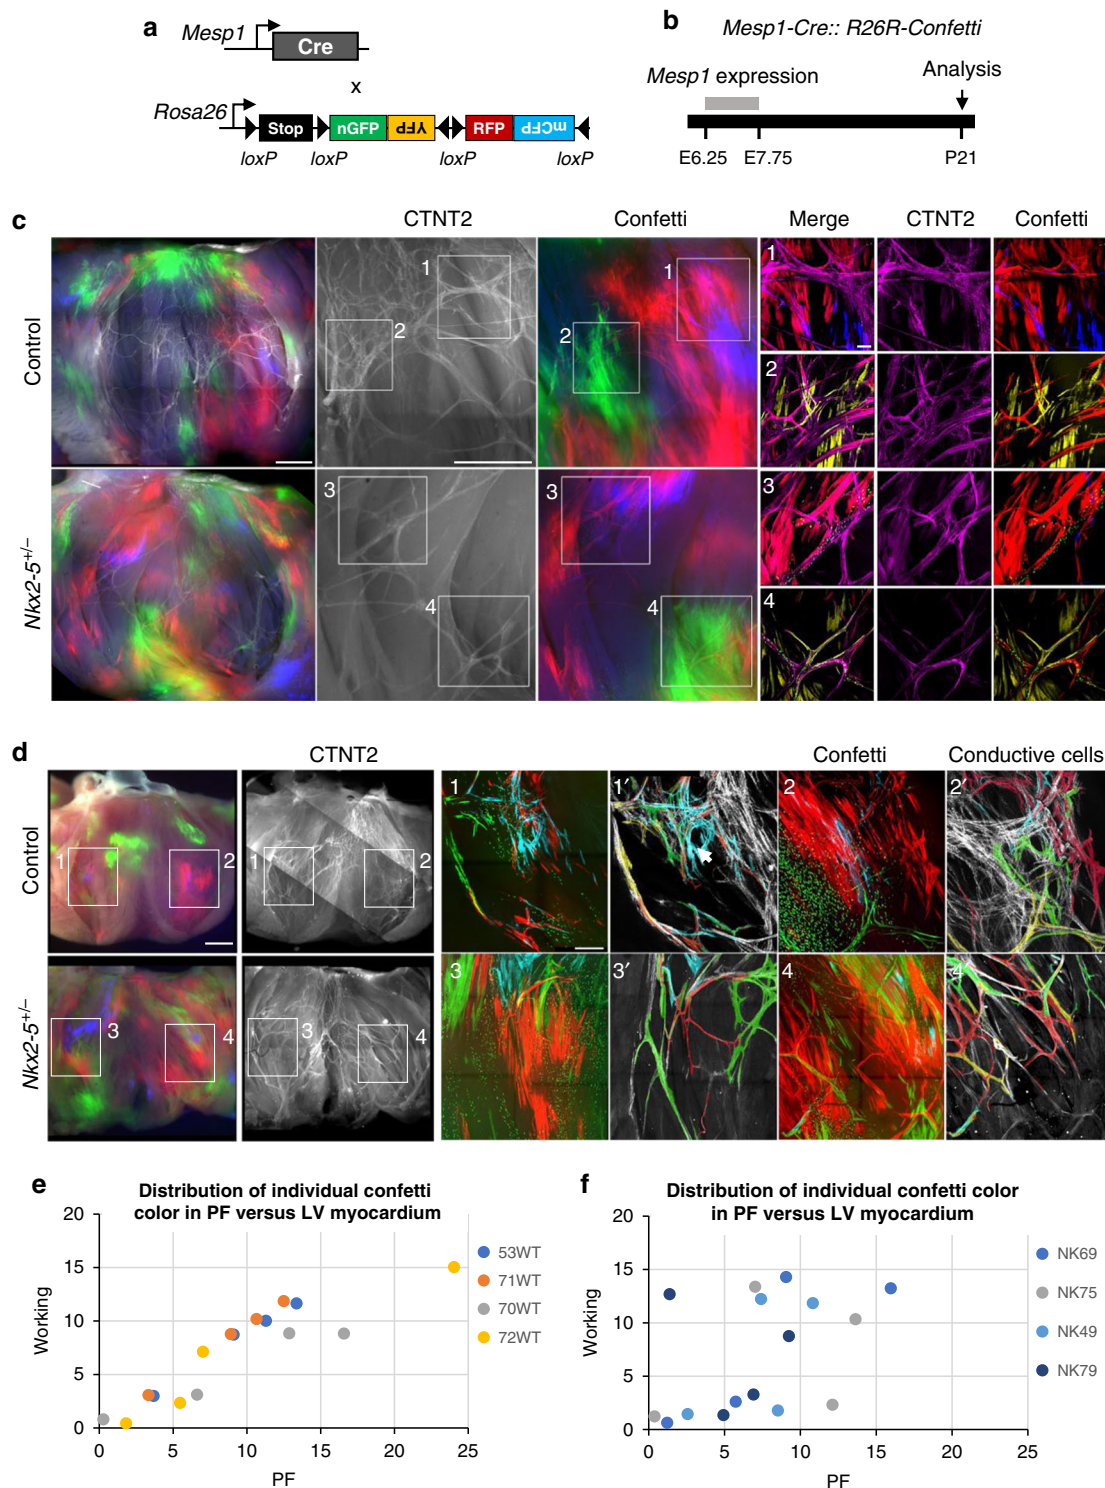 a
Mesp1
Cre
x
Rosa26
Stop
nGFP
YFP
RFP
mCFP
loxP
loxP
loxP
loxP
b
Mesp1-Cre:: R26R-Confetti
Mesp1 expression
Analysis
E6.25
E7.75
P21
c
CTNT2
Confetti
Merge
CTNT2
Confetti
Control
1
2
1
2
1
2
Nkx2-5+/–
3
4
3
4
3
4
d
CTNT2
Confetti
Conductive cells
Control
1
2
1
2
1
1′
2
2′
Nkx2-5+/–
3
4
3
4
3
3′
4
4′
e
Distribution of individual confetti
color in PF versus LV myocardium
20
15
10
5
0
Working
0
5
10
15
20
25
PF
53WT
71WT
70WT
72WT
f
Distribution of individual confetti color
in PF versus LV myocardium
20
15
10
5
0
Working
0
5
10
15
20
25
PF
NK69
NK75
NK49
NK79